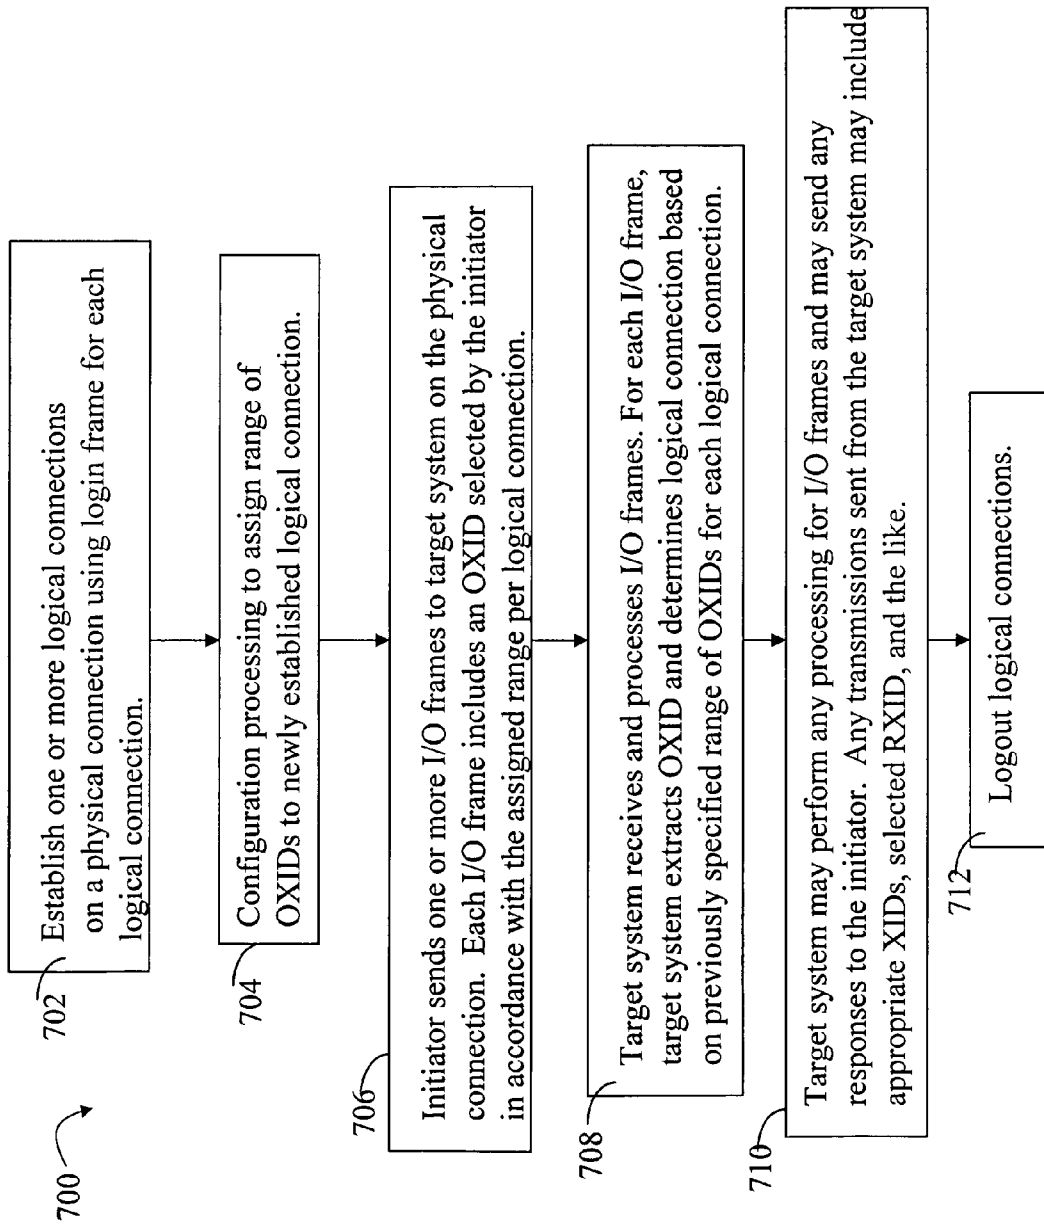 700
702
Establish one or more logical connections
on a physical connection using login frame for each
logical connection.
704
Configuration processing to assign range of
OXIDs to newly established logical connection.
706
Initiator sends one or more I/O frames to target system on the physical
connection. Each I/O frame includes an OXID selected by the initiator
in accordance with the assigned range per logical connection.
708
Target system receives and processes I/O frames. For each I/O frame,
target system extracts OXID and determines logical connection based
on previously specified range of OXIDs for each logical connection.
710
Target system may perform any processing for I/O frames and may send any
responses to the initiator. Any transmissions sent from the target system may include
appropriate XIDs, selected RXID, and the like.
712
Logout logical connections.